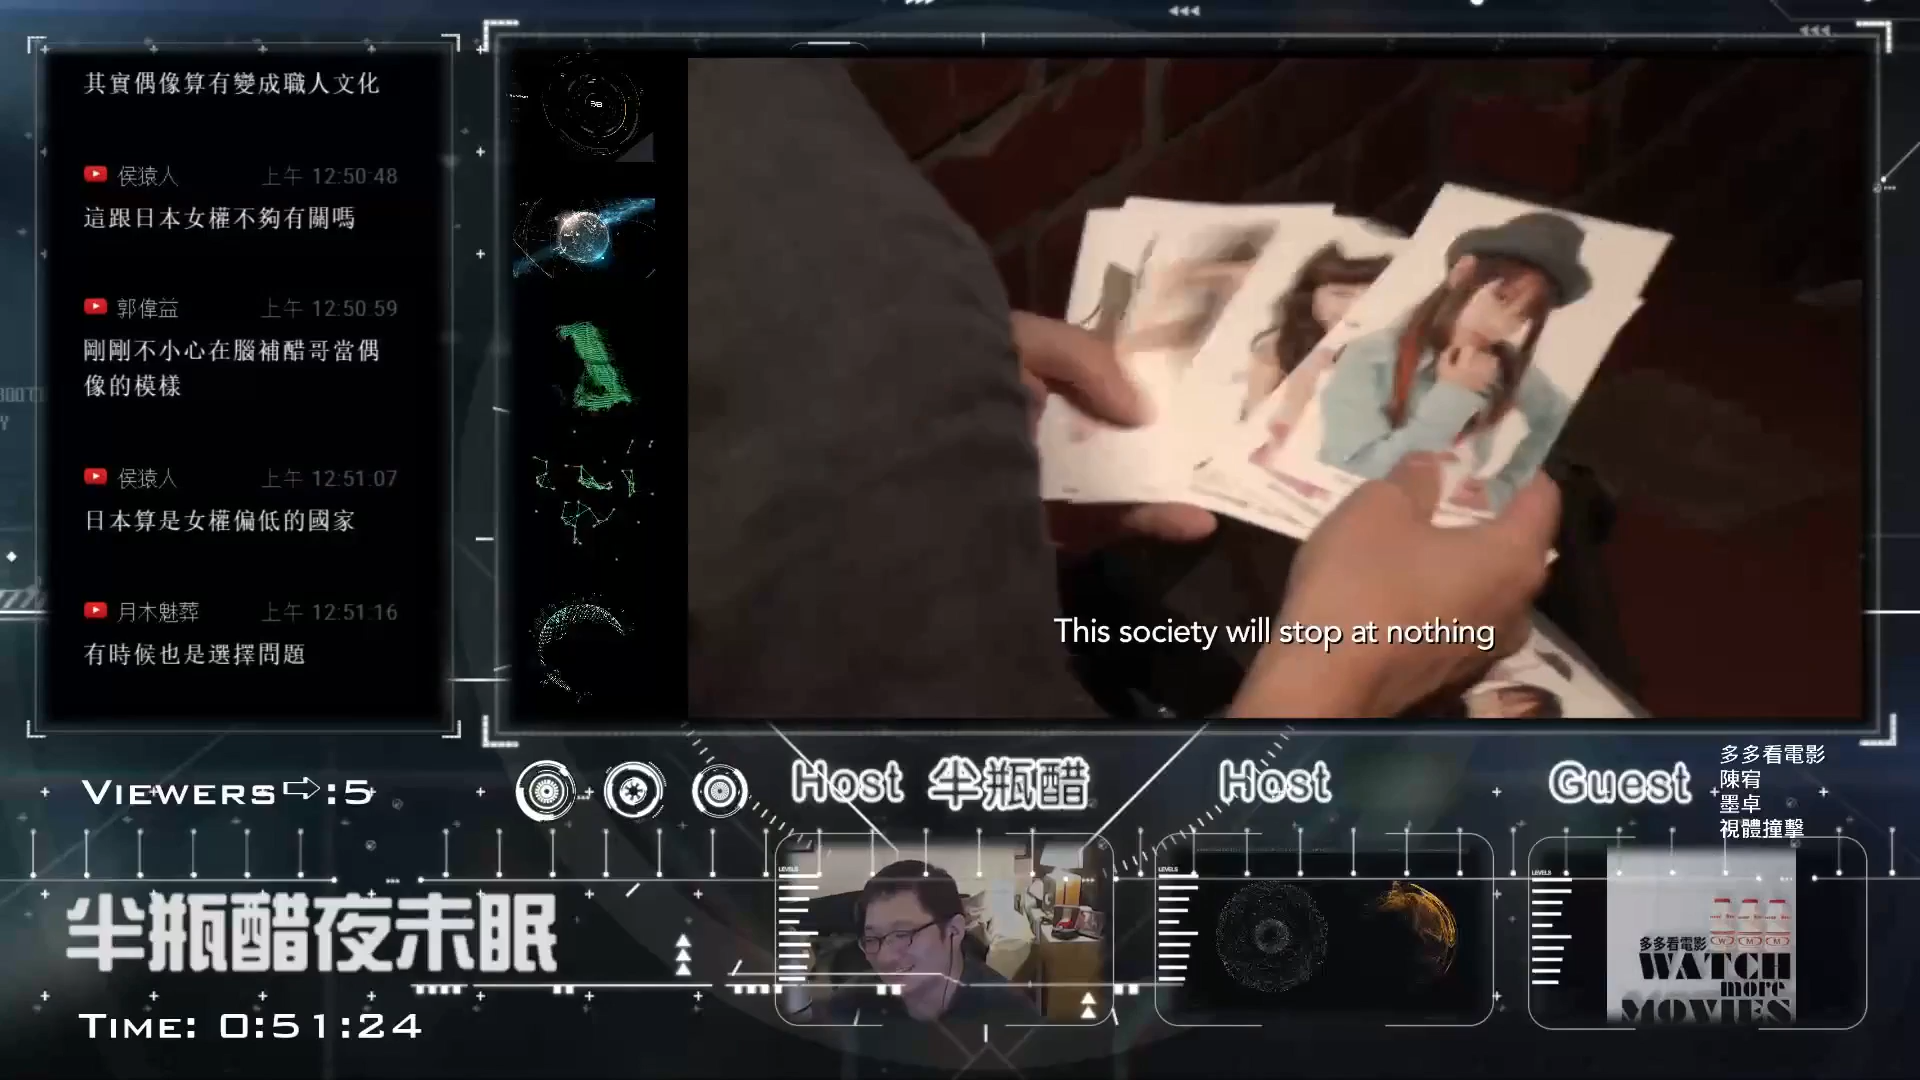 其實偶像算有變成職人文化
侯猿人 上午 12:50:48
這跟日本女權不夠有關嗎
郭偉益 上午 12:50:59
剛剛不小心在腦補醋哥當偶
像的模樣
侯猿人 上午 12:51:07
日本算是女權偏低的國家
月木魅葬 上午 12:51:16
有時候也是選擇問題
This society will stop at nothing
VIEWERS⇨:5
Host 半瓶醋
Host
Guest
多多看電影
陳宥
墨卓
視體撞擊
LEVELS
LEVELS
LEVELS
半瓶醋夜未眠
TIME: 0:51:24
多多看電影
W M M
WATCH
more
MOVIES